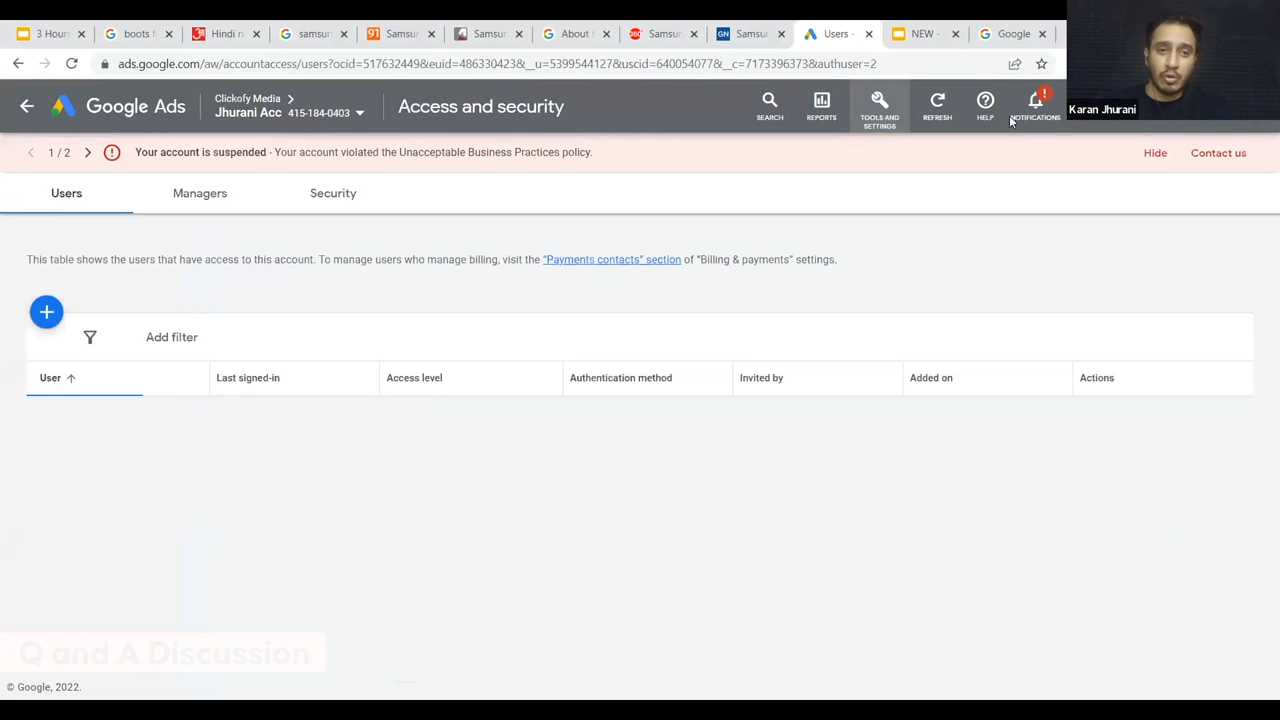 3 Hours
boots f
Hindi n
samsun
Samsu
Samsu
About t
Samsun
Samsun
Users -
NEW -
Google
ads.google.com/aw/accountaccess/users?ocid=517632449&euid=486330423&__u=5399544127&uscid=640054077&__c=7173396373&authuser=2
Google Ads
Clickofy Media
Jhurani Acc 415-184-0403
Access and security
SEARCH
REPORTS
TOOLS AND SETTINGS
REFRESH
HELP
NOTIFICATIONS
Karan Jhurani
1 / 2
Your account is suspended - Your account violated the Unacceptable Business Practices policy.
Hide
Contact us
Users
Managers
Security
This table shows the users that have access to this account. To manage users who manage billing, visit the "Payments contacts" section of "Billing & payments" settings.
Add filter
User
Last signed-in
Access level
Authentication method
Invited by
Added on
Actions
Q and A Discussion
© Google, 2022.